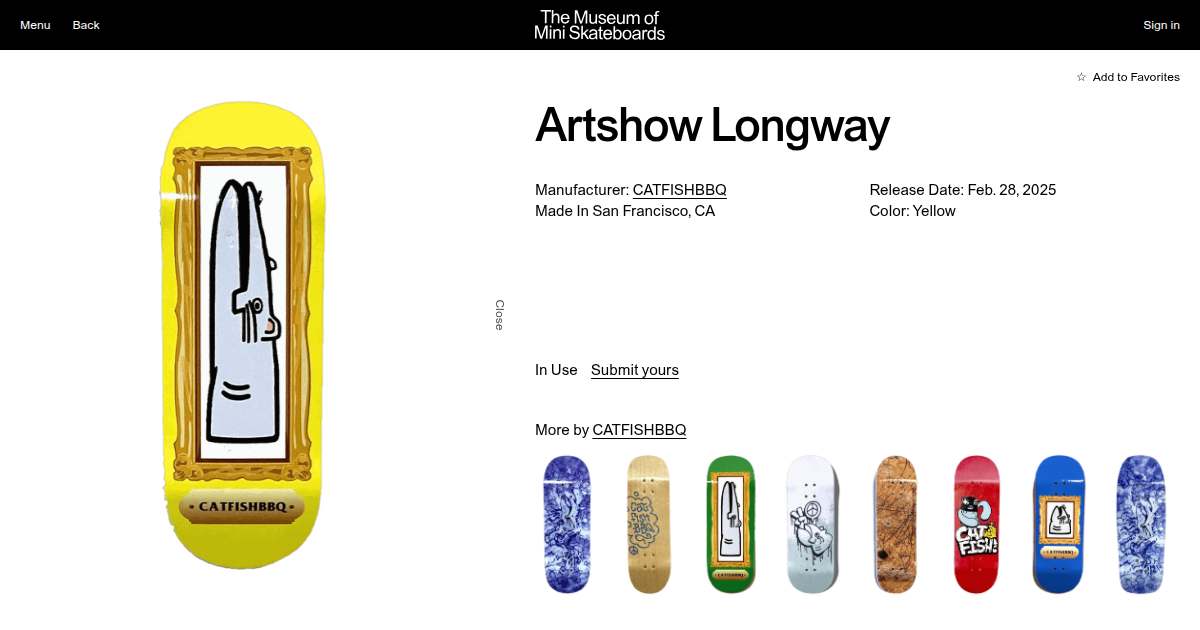 Menu
Back
The Museum of
Mini Skateboards
Sign in
☆ Add to Favorites
Artshow Longway
Manufacturer: CATFISHBBQ
Made In San Francisco, CA
Release Date: Feb. 28, 2025
Color: Yellow
Close
In Use
Submit yours
More by CATFISHBBQ
• CATFISHBBQ •
CAT
FISH!